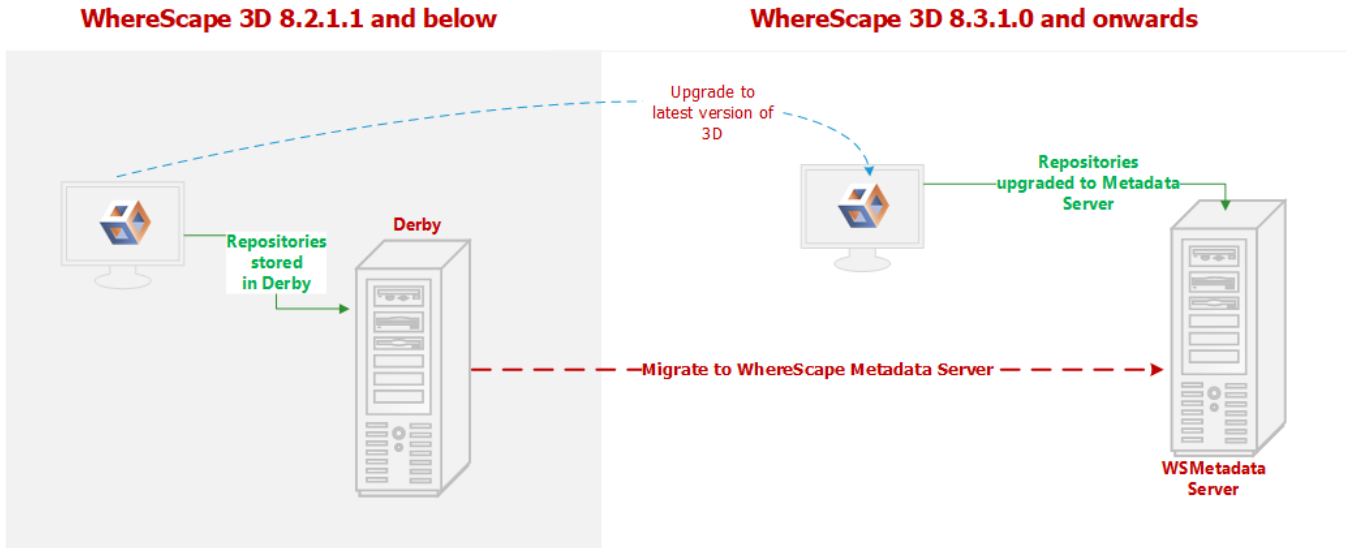 WhereScape 3D 8.2.1.1 and below
WhereScape 3D 8.3.1.0 and onwards
Upgrade to
latest version of
3D
Repositories
upgraded to Metadata
Server
Derby
Repositories
stored
in Derby
Migrate to WhereScape Metadata Server
WSMetadata
Server